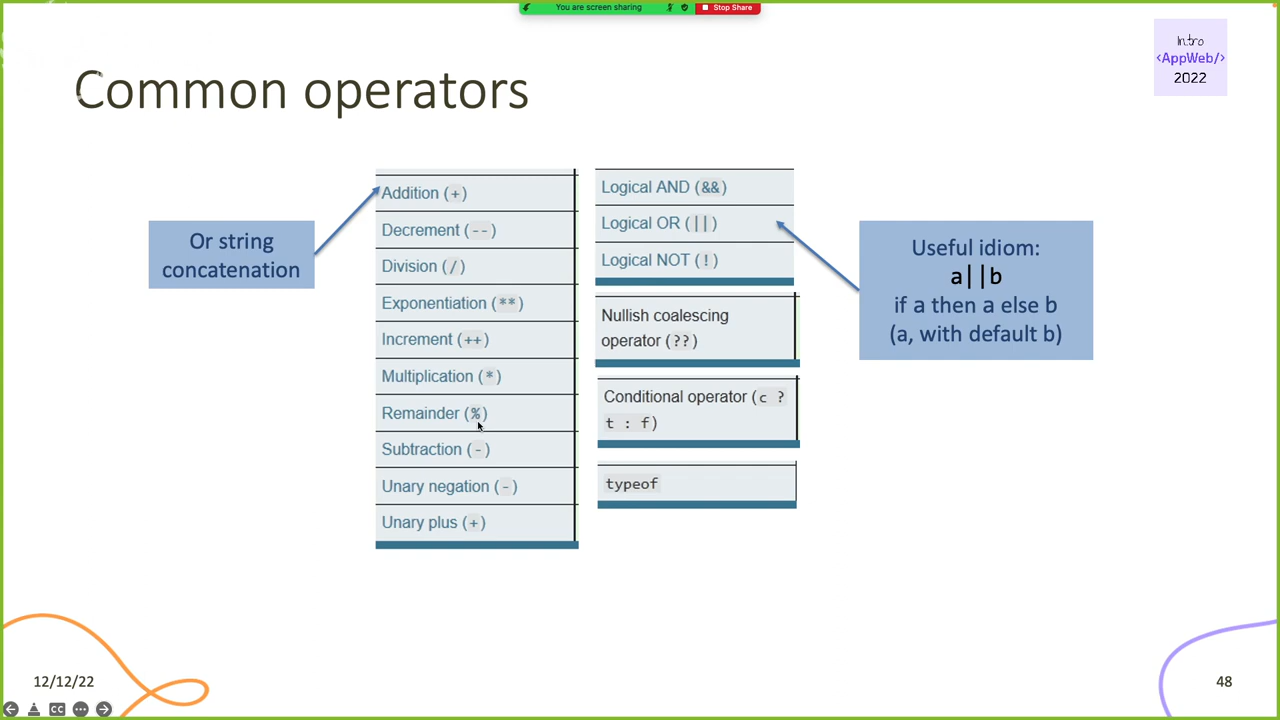 You are screen sharing
Stop Share
Intro
<AppWeb/>
2022
Common operators
Or string
concatenation
Addition (+)
Decrement (--)
Division (/)
Exponentiation (**)
Increment (++)
Multiplication (*)
Remainder (%)
Subtraction (-)
Unary negation (-)
Unary plus (+)
Logical AND (&&)
Logical OR (||)
Logical NOT (!)
Nullish coalescing
operator (??)
Conditional operator (c ?
t : f)
typeof
Useful idiom:
a||b
if a then a else b
(a, with default b)
12/12/22
48
CC